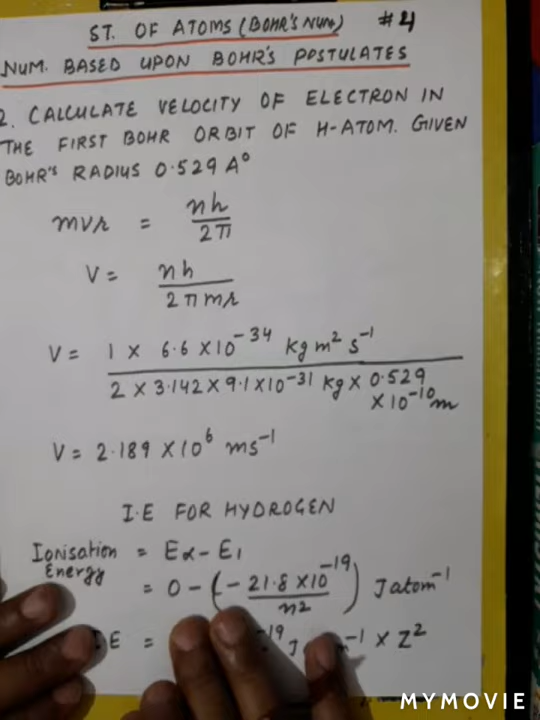 ST. OF ATOMS (BOHR'S NUM) #4
NUM. BASED UPON BOHR'S POSTULATES
2. CALCULATE VELOCITY OF ELECTRON IN
THE FIRST BOHR ORBIT OF H-ATOM. GIVEN
BOHR'S RADIUS 0.529 A°
mvr = nh / 2π
V = nh / 2πmr
V = 1 × 6.6 × 10⁻³⁴ kg m² s⁻¹
2 × 3.142 × 9.1 × 10⁻³¹ kg × 0.529
× 10⁻¹⁰ m
V = 2.189 × 10⁶ ms⁻¹
I.E FOR HYDROGEN
Ionisation Energy = E∝ – E₁
= 0 – (– 21.8 × 10⁻¹⁹ / n²) J atom⁻¹
E = ⁻¹⁹ J m⁻¹ × Z²
MYMOVIE